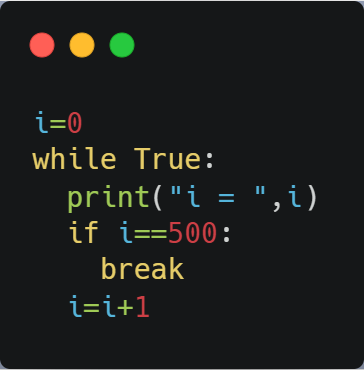 i=0
while True:
  print("i = ",i)
  if i==500:
    break
  i=i+1